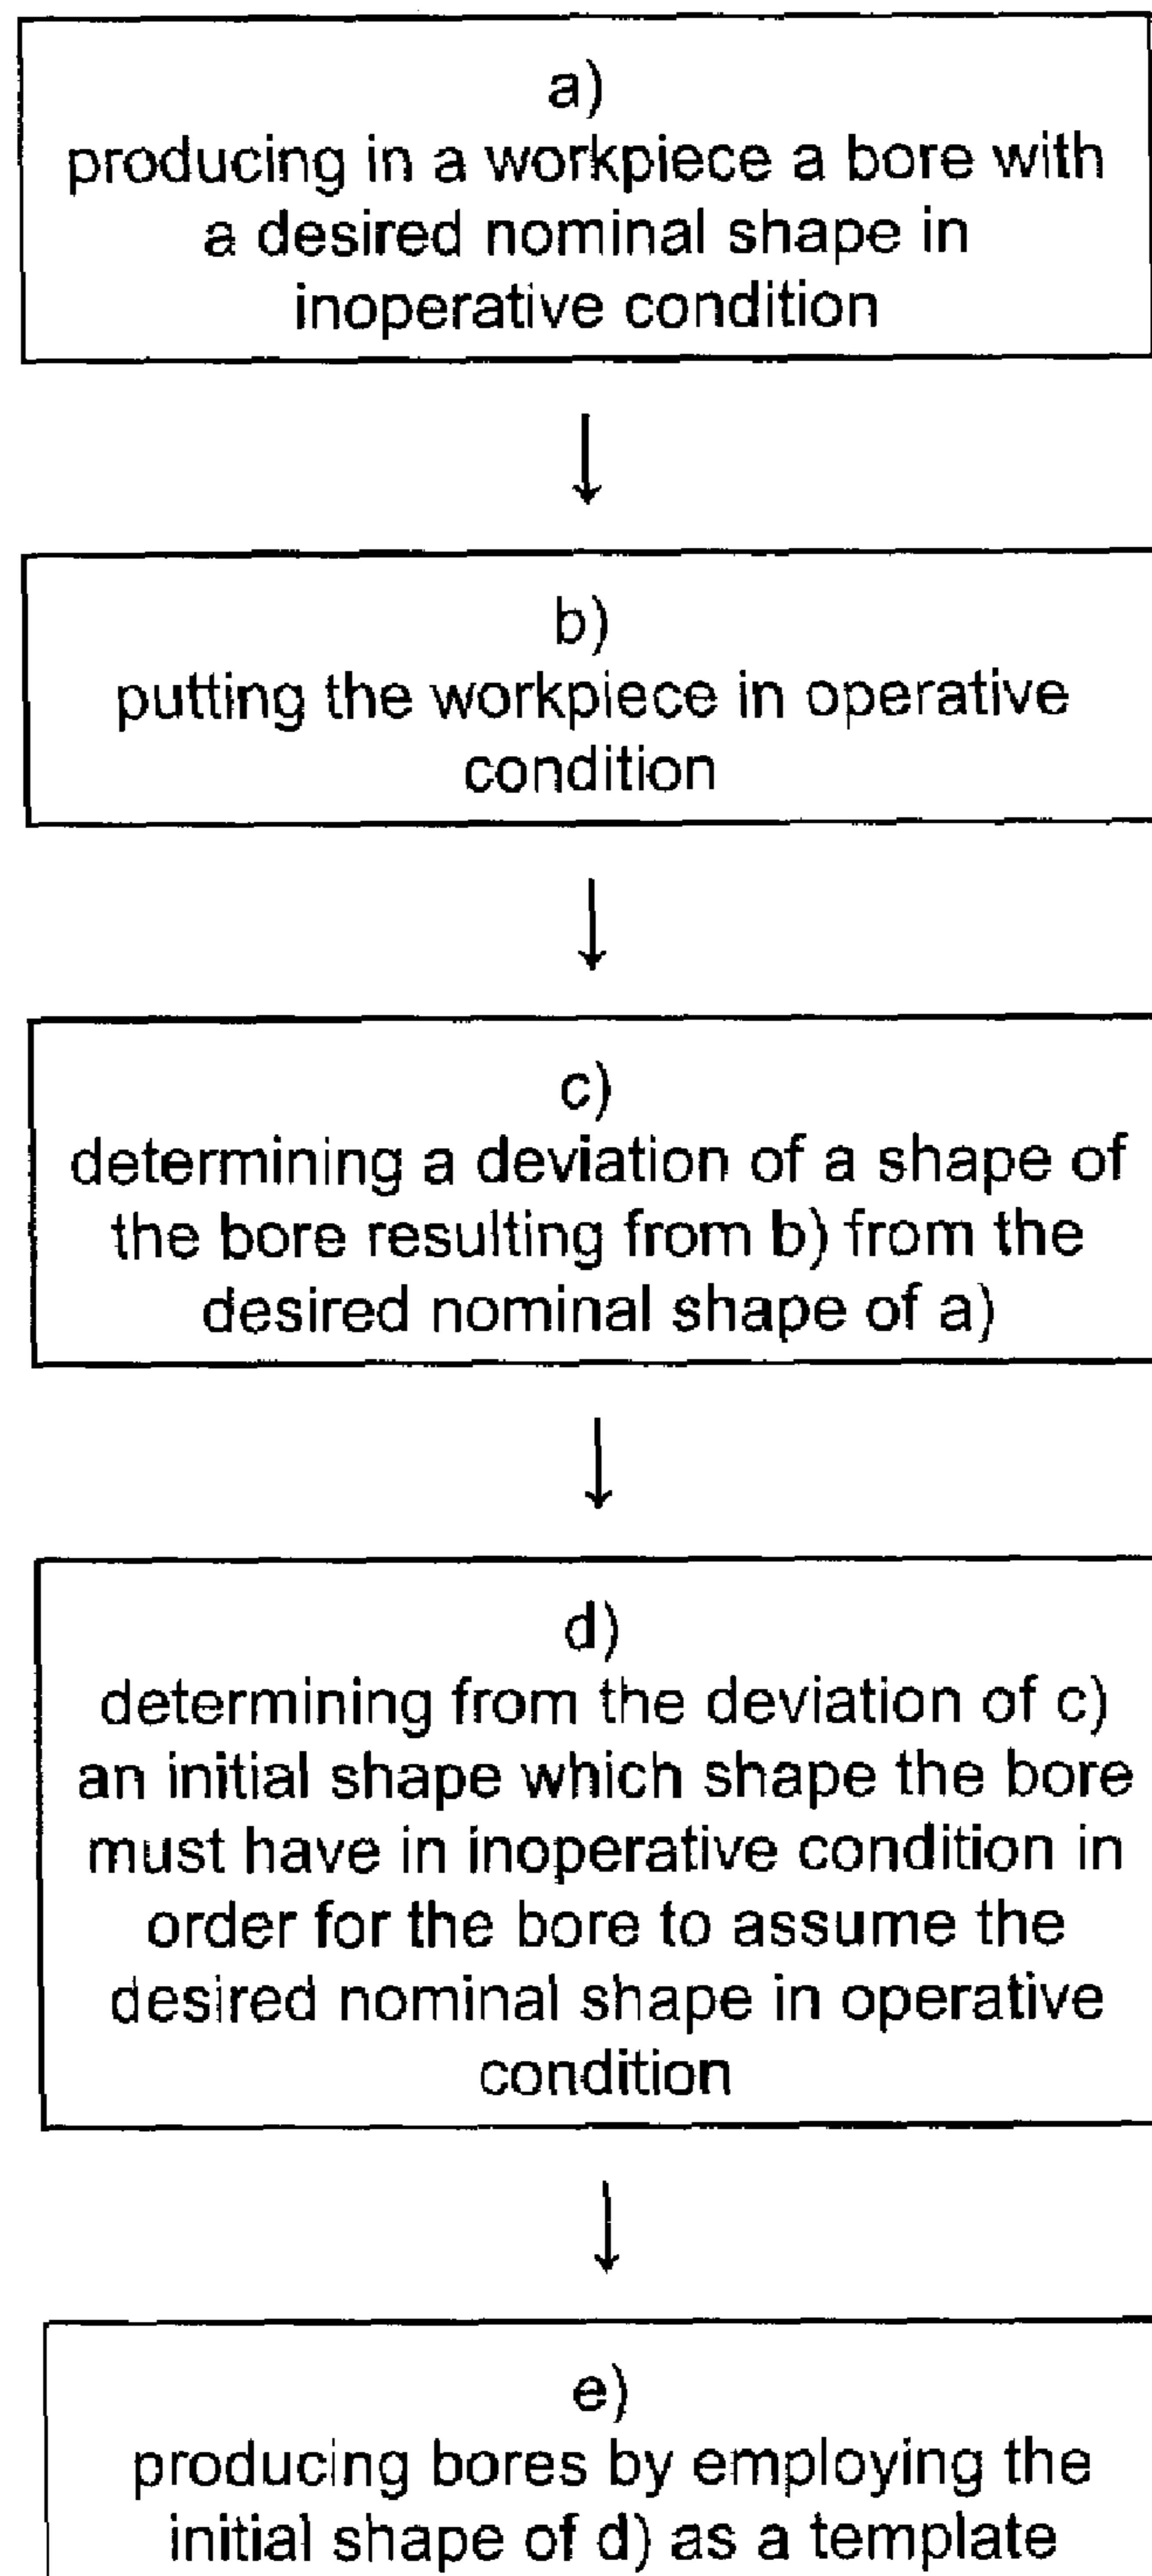 a)
producing in a workpiece a bore with
a desired nominal shape in
inoperative condition
b)
putting the workpiece in operative
condition
c)
determining a deviation of a shape of
the bore resulting from b) from the
desired nominal shape of a)
d)
determining from the deviation of c)
an initial shape which shape the bore
must have in inoperative condition in
order for the bore to assume the
desired nominal shape in operative
condition
e)
producing bores by employing the
initial shape of d) as a template